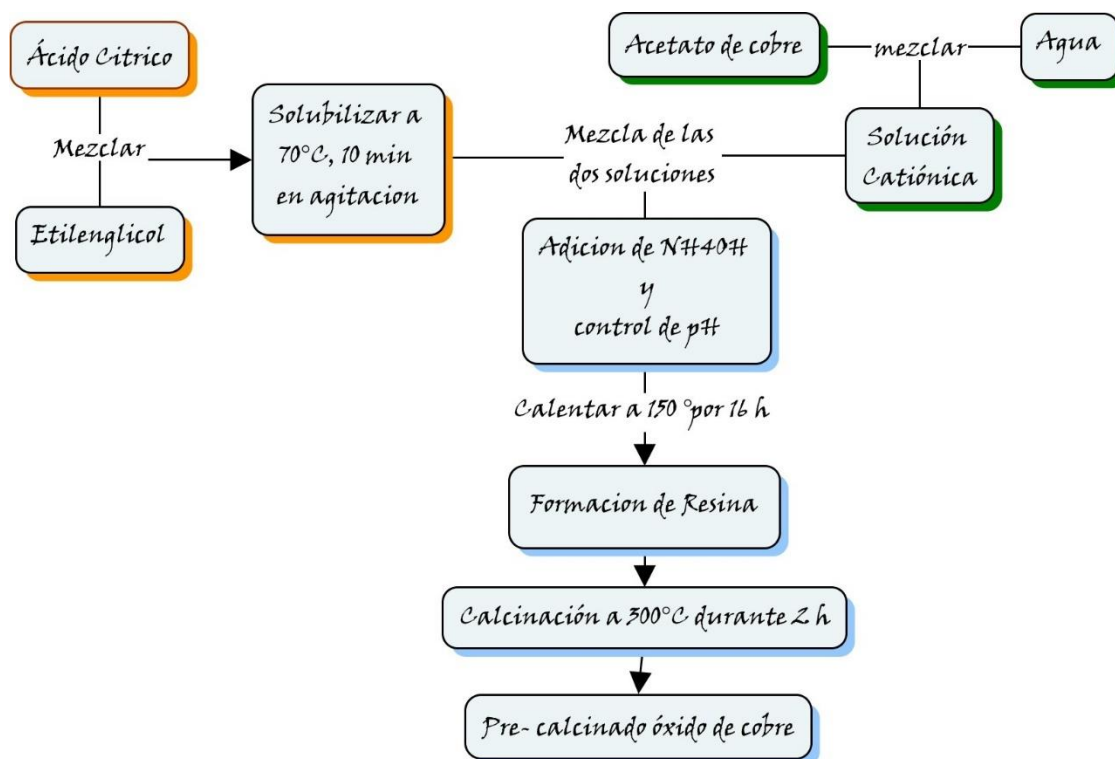 Ácido Citrico
Mezclar
Etilenglicol
Solubilizar a
70°C, 10 min
en agitacion
Acetato de cobre
mezclar
Agua
Solución
Catiónica
Mezcla de las
dos soluciones
Adicion de NH4OH
y
control de pH
Calentar a 150 °por 16 h
Formacion de Resina
Calcinación a 300°C durante 2 h
Pre- calcinado óxido de cobre